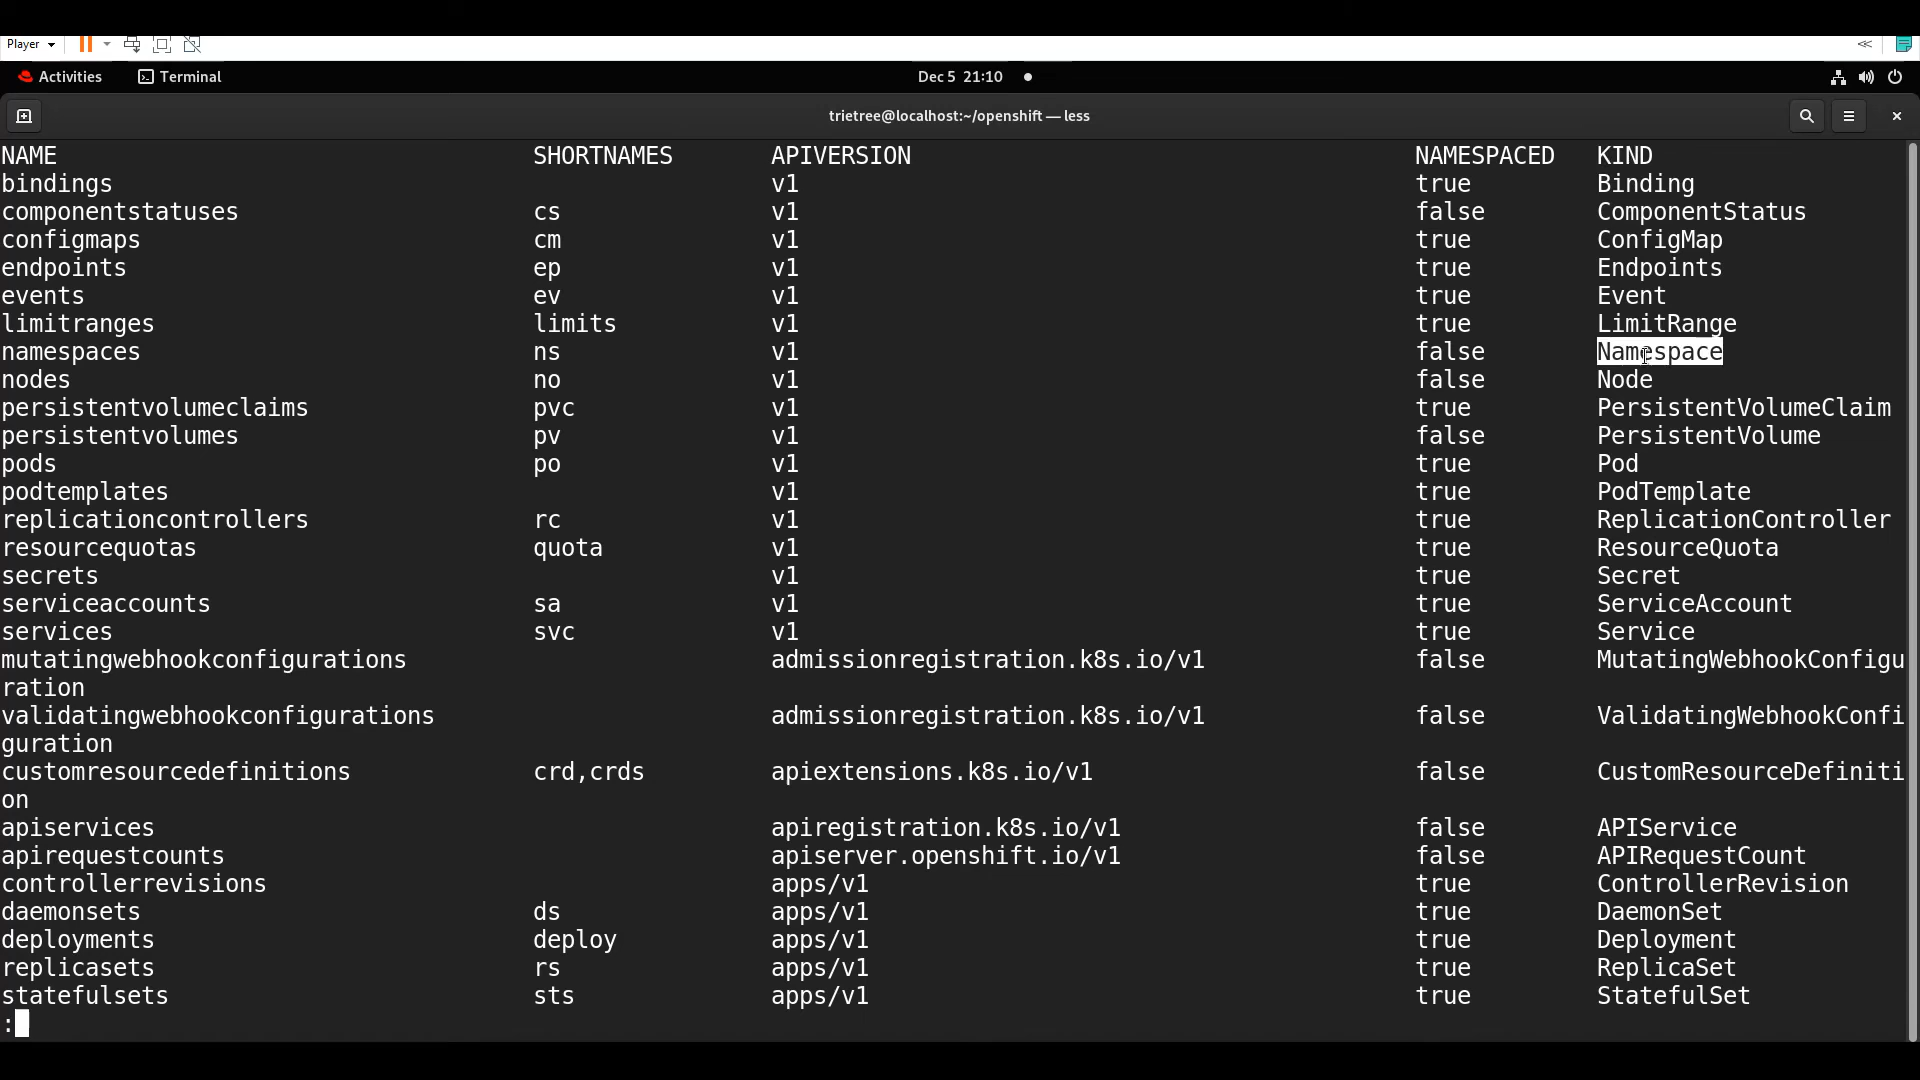 Player
Activities Terminal Dec 5 21:10
trietree@localhost:~/openshift — less
NAME SHORTNAMES APIVERSION NAMESPACED KIND
bindings v1 true Binding
componentstatuses cs v1 false ComponentStatus
configmaps cm v1 true ConfigMap
endpoints ep v1 true Endpoints
events ev v1 true Event
limitranges limits v1 true LimitRange
namespaces ns v1 false Namespace
nodes no v1 false Node
persistentvolumeclaims pvc v1 true PersistentVolumeClaim
persistentvolumes pv v1 false PersistentVolume
pods po v1 true Pod
podtemplates v1 true PodTemplate
replicationcontrollers rc v1 true ReplicationController
resourcequotas quota v1 true ResourceQuota
secrets v1 true Secret
serviceaccounts sa v1 true ServiceAccount
services svc v1 true Service
mutatingwebhookconfigurations admissionregistration.k8s.io/v1 false MutatingWebhookConfigu
ration
validatingwebhookconfigurations admissionregistration.k8s.io/v1 false ValidatingWebhookConfi
guration
customresourcedefinitions crd,crds apiextensions.k8s.io/v1 false CustomResourceDefiniti
on
apiservices apiregistration.k8s.io/v1 false APIService
apirequestcounts apiserver.openshift.io/v1 false APIRequestCount
controllerrevisions apps/v1 true ControllerRevision
daemonsets ds apps/v1 true DaemonSet
deployments deploy apps/v1 true Deployment
replicasets rs apps/v1 true ReplicaSet
statefulsets sts apps/v1 true StatefulSet
: